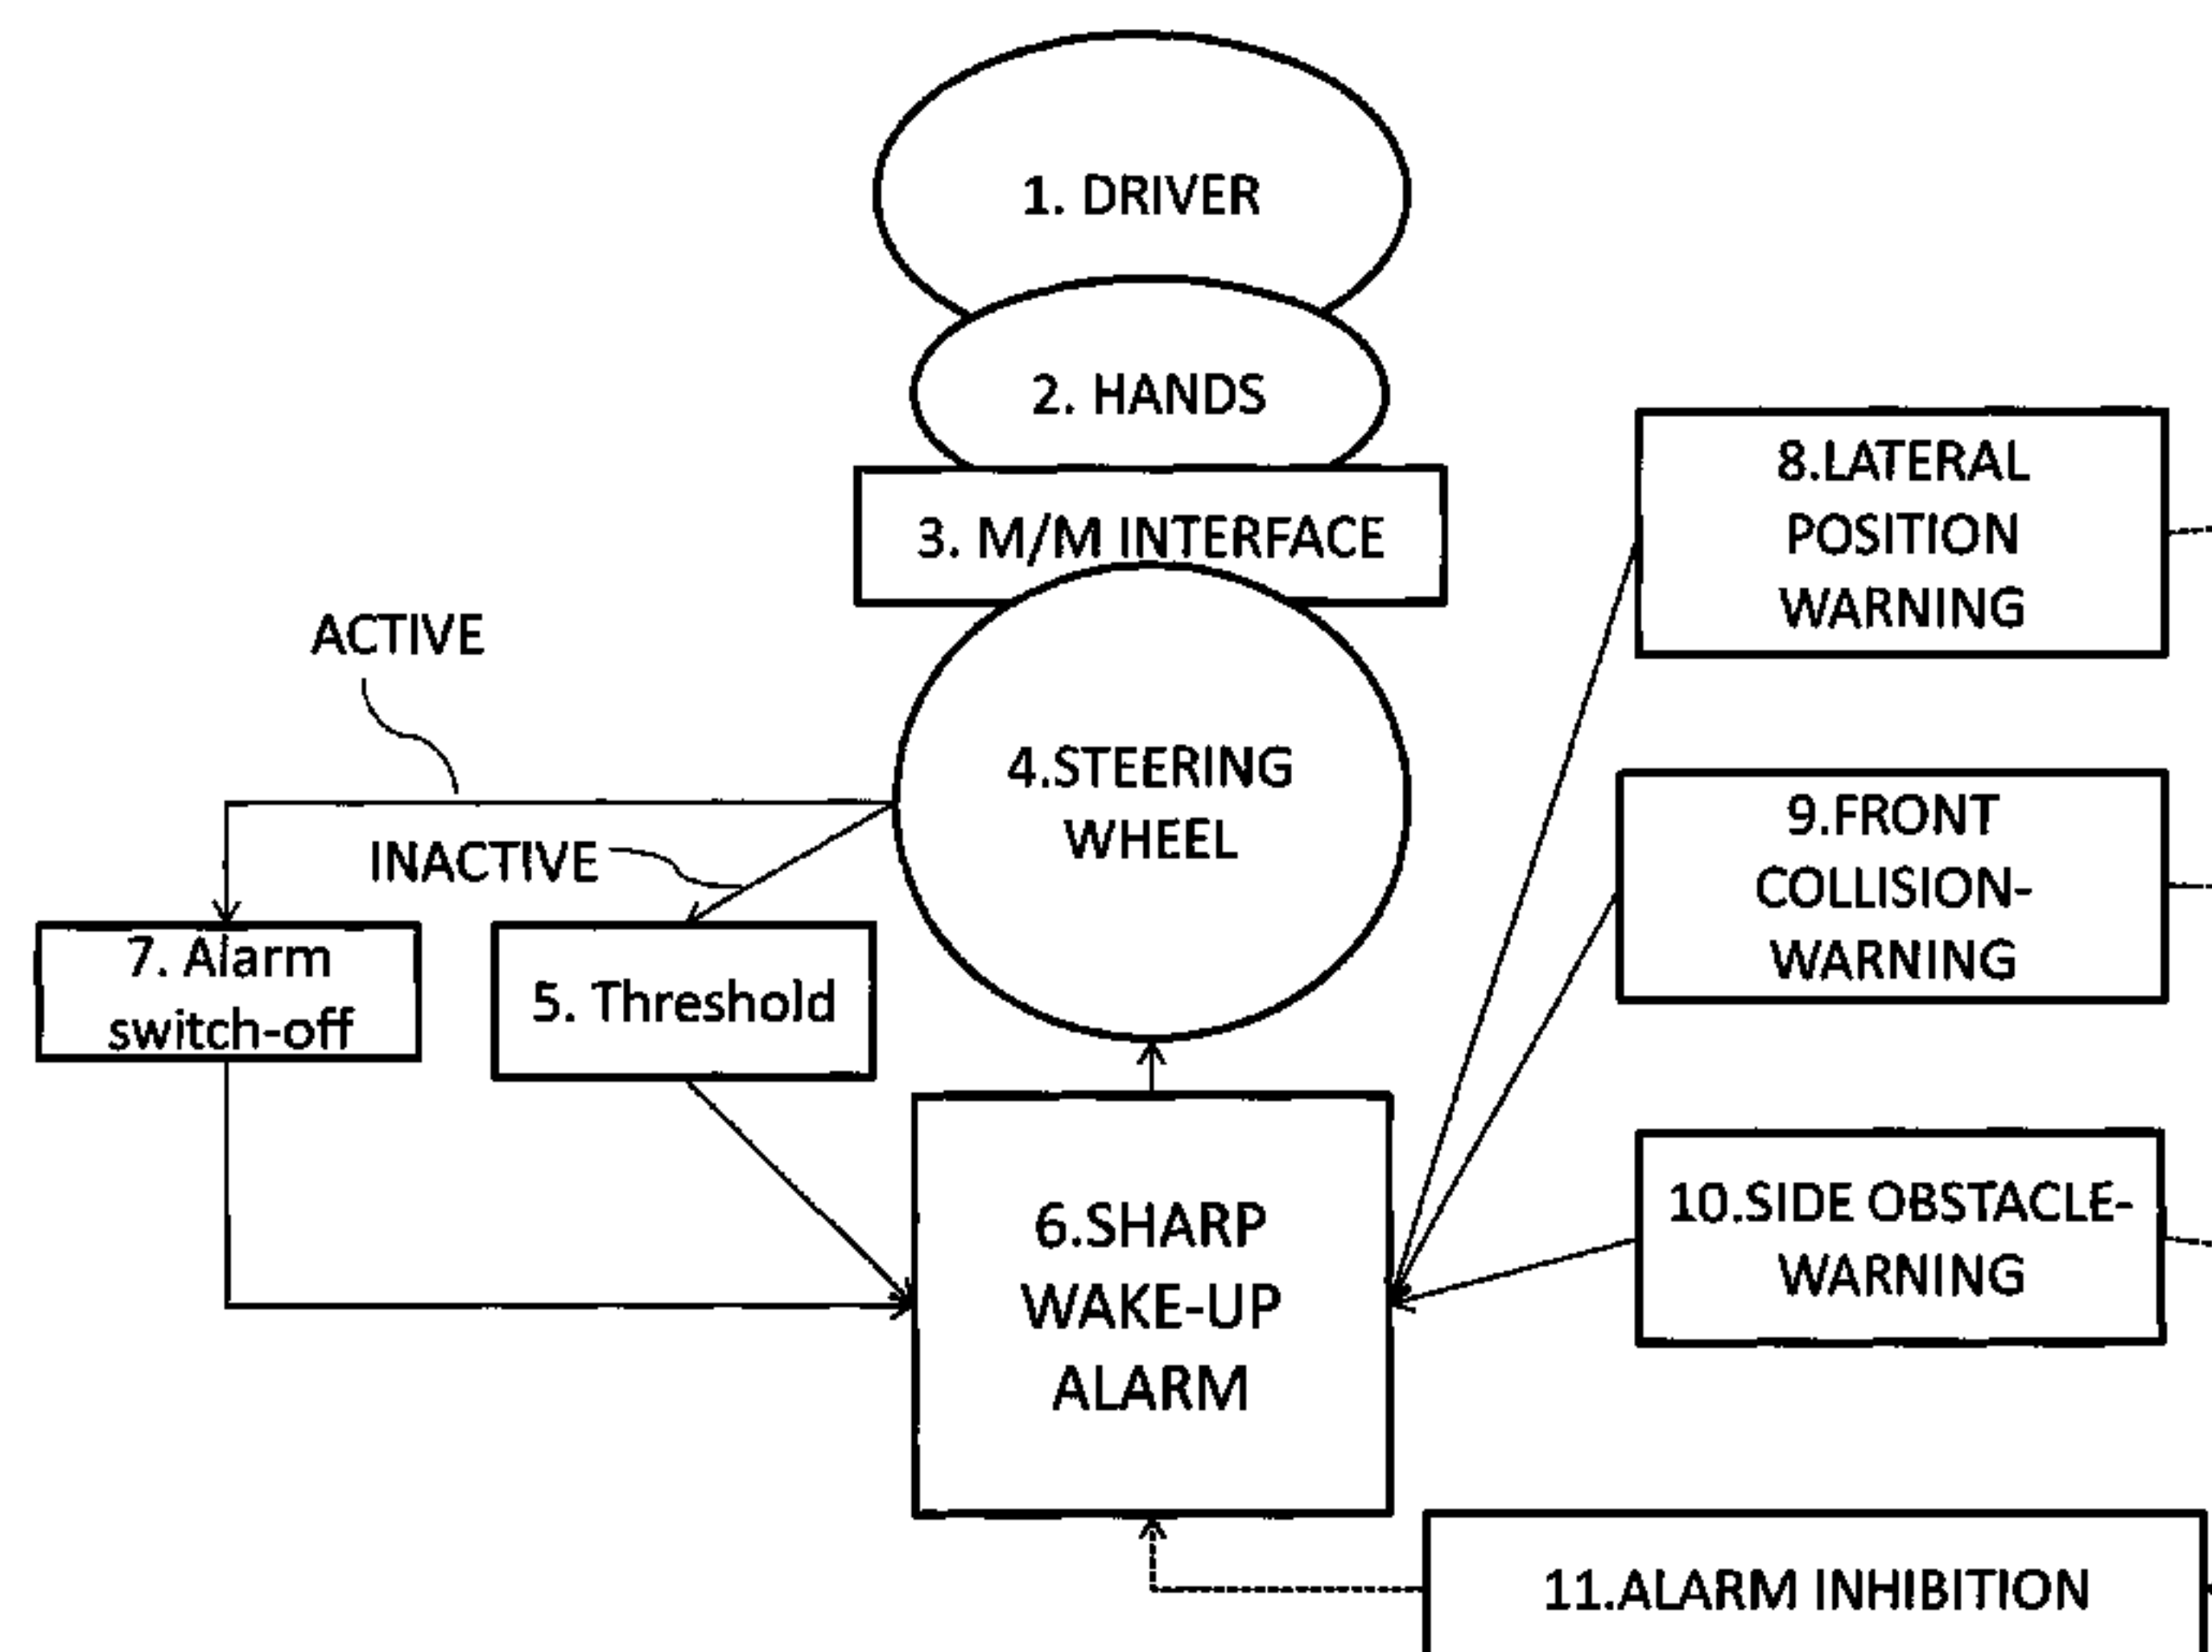 1. DRIVER
2. HANDS
3. M/M INTERFACE
ACTIVE
INACTIVE
4.STEERING
WHEEL
7. Alarm
switch-off
5. Threshold
6.SHARP
WAKE-UP
ALARM
8.LATERAL
POSITION
WARNING
9.FRONT
COLLISION-
WARNING
10.SIDE OBSTACLE-
WARNING
11.ALARM INHIBITION